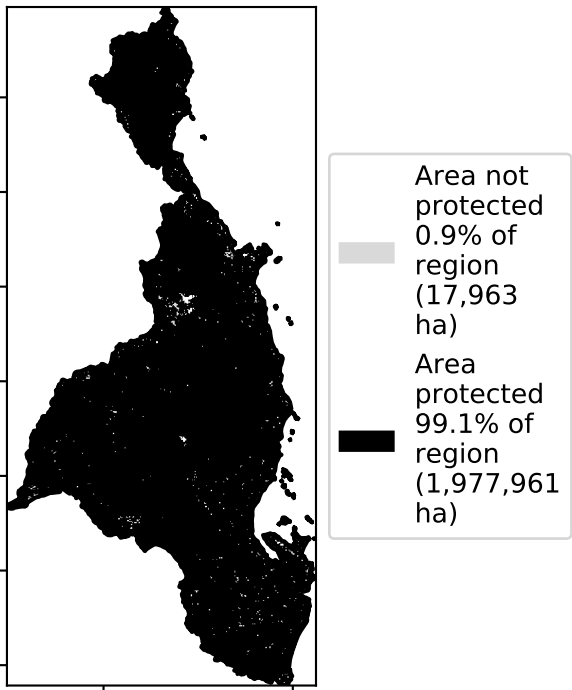 Area not
protected
0.9% of
region
(17,963
ha)
Area
protected
99.1% of
region
(1,977,961
ha)